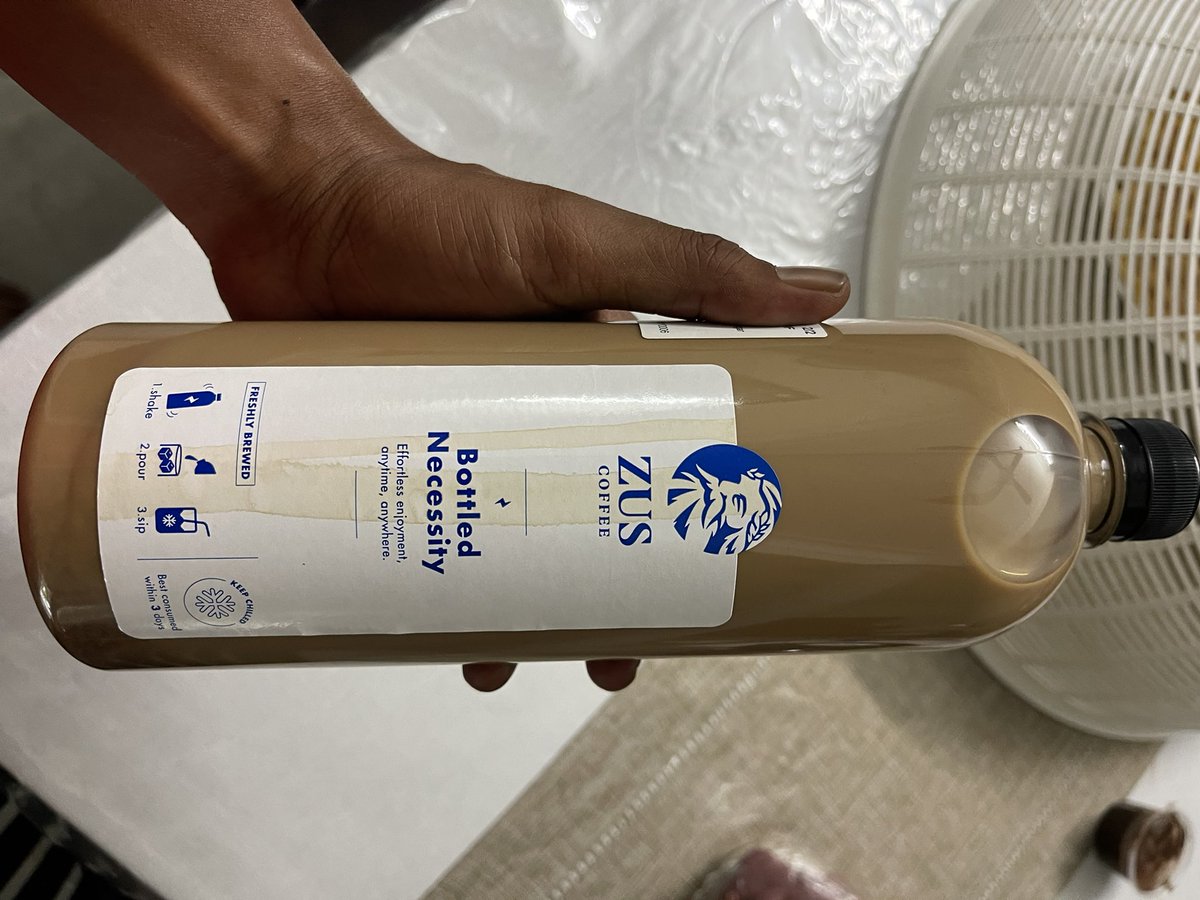 ZUS
COFFEE
Bottled
Necessity
Effortless enjoyment,
anytime, anywhere.
FRESHLY BREWED
1.shake
2.pour
3.sip
KEEP CHILLED
Best consumed
within 3 days